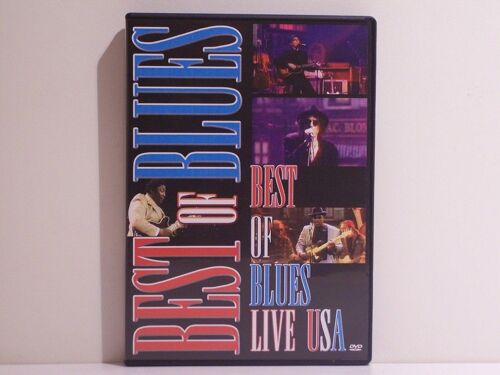 BEST OF BLUES
BEST
OF
BLUES
LIVE USA
DVD